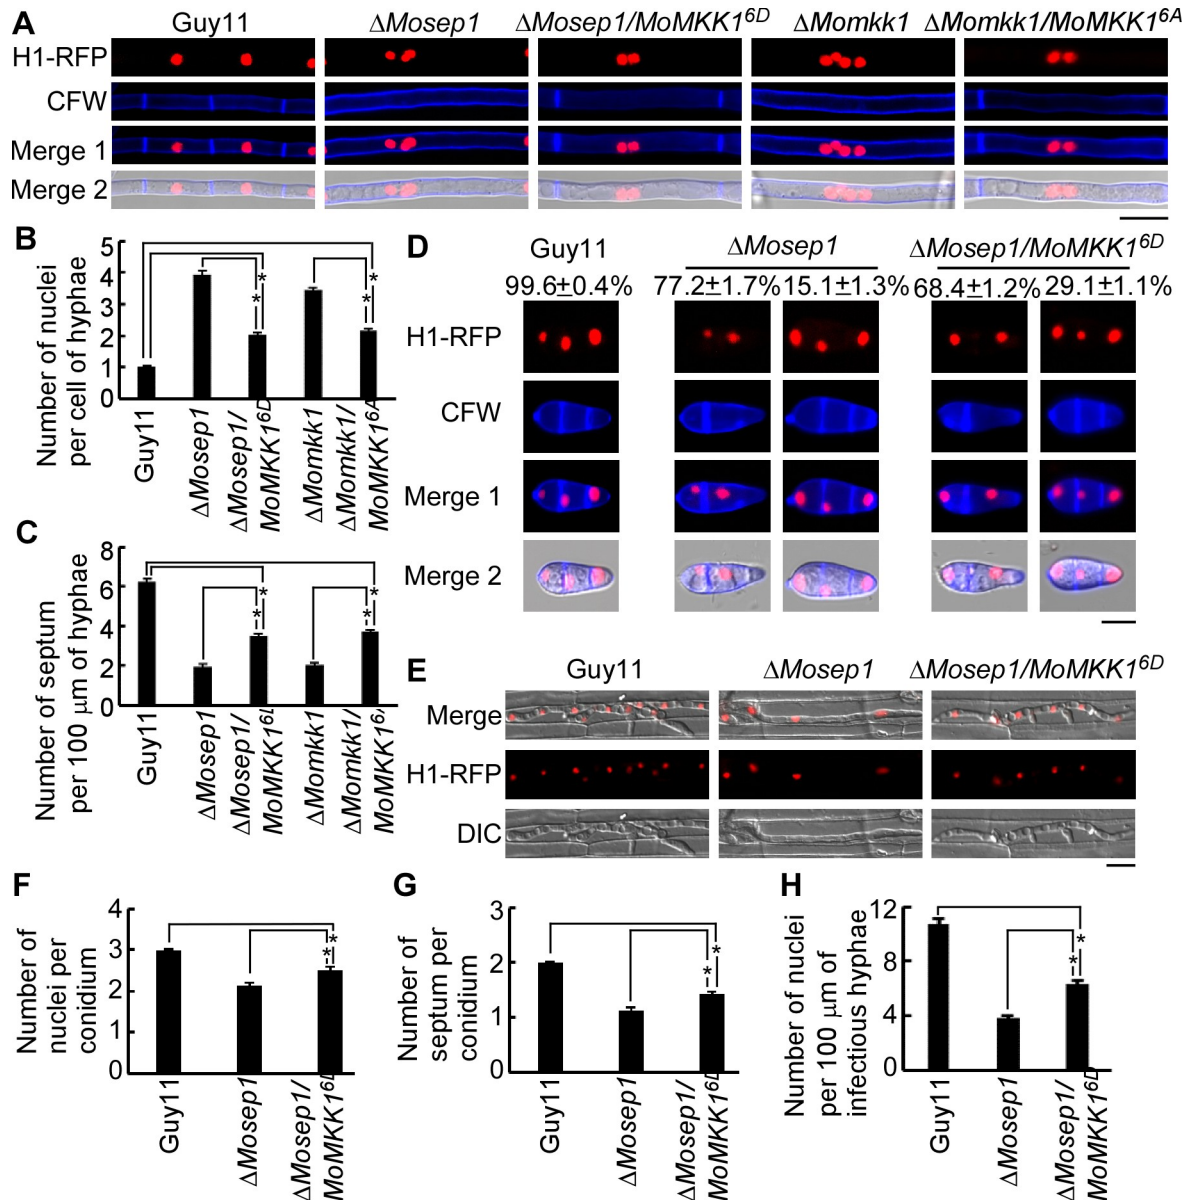 A
Guy11
ΔMosep1
ΔMosep1/MoMKK1^6D
ΔMomkk1
ΔMomkk1/MoMKK1^6A
H1-RFP
CFW
Merge 1
Merge 2
B
Number of nuclei
per cell of hyphae
5
4
3
2
1
0
* * * *
Guy11
ΔMosep1
ΔMosep1/
MoMKK1^6D
ΔMomkk1
ΔMomkk1/
MoMKK1^6A
C
Number of septum
per 100 μm of hyphae
8
6
4
2
0
* * * *
Guy11
ΔMosep1
ΔMosep1/
MoMKK1^6D
ΔMomkk1
ΔMomkk1/
MoMKK1^6
D
Guy11
ΔMosep1
ΔMosep1/MoMKK1^6D
99.6±0.4%
77.2±1.7%
15.1±1.3%
68.4±1.2%
29.1±1.1%
H1-RFP
CFW
Merge 1
Merge 2
E
Guy11
ΔMosep1
ΔMosep1/MoMKK1^6D
Merge
H1-RFP
DIC
F
Number of
nuclei per
conidium
4
3
2
1
0
* *
Guy11
ΔMosep1
ΔMosep1/
MoMKK1^6D
G
Number of
septum per
conidium
3
2
1
0
* *
Guy11
ΔMosep1
ΔMosep1/
MoMKK1^6D
H
Number of nuclei
per 100 μm of
infectious hyphae
12
8
4
0
* *
Guy11
ΔMosep1
ΔMosep1/
MoMKK1^6D